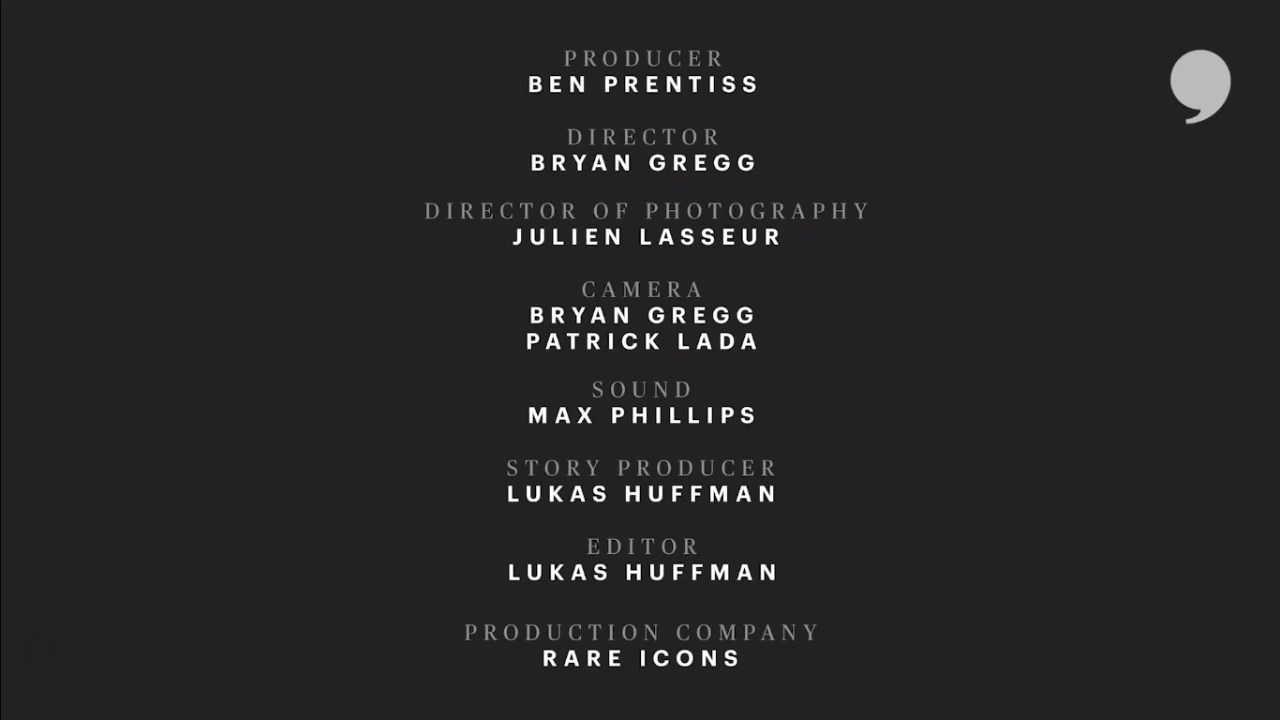 PRODUCER
BEN PRENTISS
DIRECTOR
BRYAN GREGG
DIRECTOR OF PHOTOGRAPHY
JULIEN LASSEUR
CAMERA
BRYAN GREGG
PATRICK LADA
SOUND
MAX PHILLIPS
STORY PRODUCER
LUKAS HUFFMAN
EDITOR
LUKAS HUFFMAN
PRODUCTION COMPANY
RARE ICONS